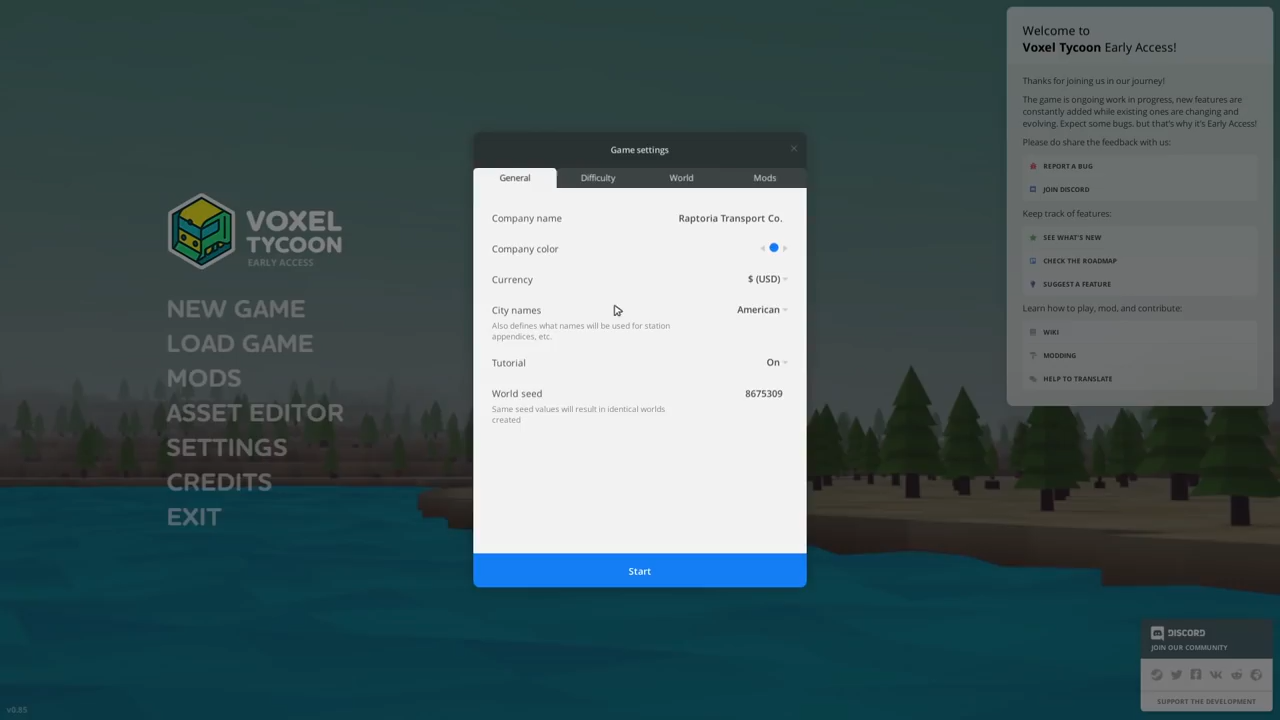 VOXEL
TYCOON
EARLY ACCESS
NEW GAME
LOAD GAME
MODS
ASSET EDITOR
SETTINGS
CREDITS
EXIT
v0.85
Game settings
×
General
Difficulty
World
Mods
Company name
Raptoria Transport Co.
Company color
Currency
$ (USD)
City names
American
Also defines what names will be used for station
appendices, etc.
Tutorial
On
World seed
8675309
Same seed values will result in identical worlds
created
Start
Welcome to
Voxel Tycoon Early Access!
Thanks for joining us in our journey!
The game is ongoing work in progress, new features are
constantly added while existing ones are changing and
evolving. Expect some bugs, but that's why it's Early Access!
Please do share the feedback with us:
REPORT A BUG
JOIN DISCORD
Keep track of features:
SEE WHAT'S NEW
CHECK THE ROADMAP
SUGGEST A FEATURE
Learn how to play, mod, and contribute:
WIKI
MODDING
HELP TO TRANSLATE
DISCORD
JOIN OUR COMMUNITY
SUPPORT THE DEVELOPMENT